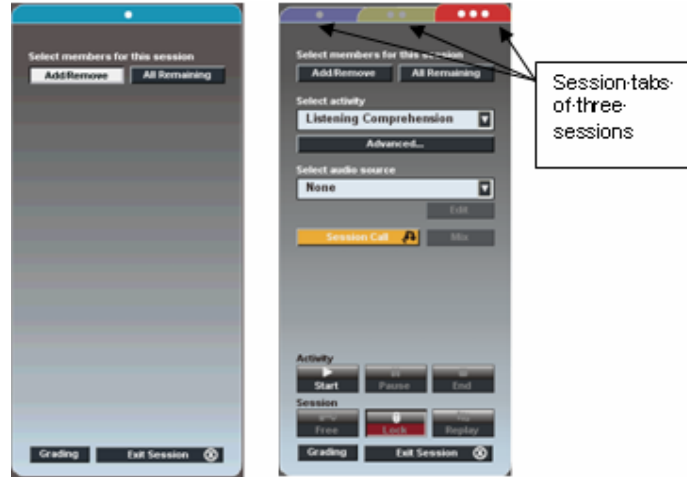 Select members for this session
Add/Remove
All Remaining
Grading
Exit Session
Select members for this session
Add/Remove
All Remaining
Select activity
Listening Comprehension
Advanced...
Select audio source
None
Edit
Session Call
Mix
Activity
Start
Pause
End
Session
Free
Lock
Replay
Grading
Exit Session
Session·tabs·
of·three·
sessions